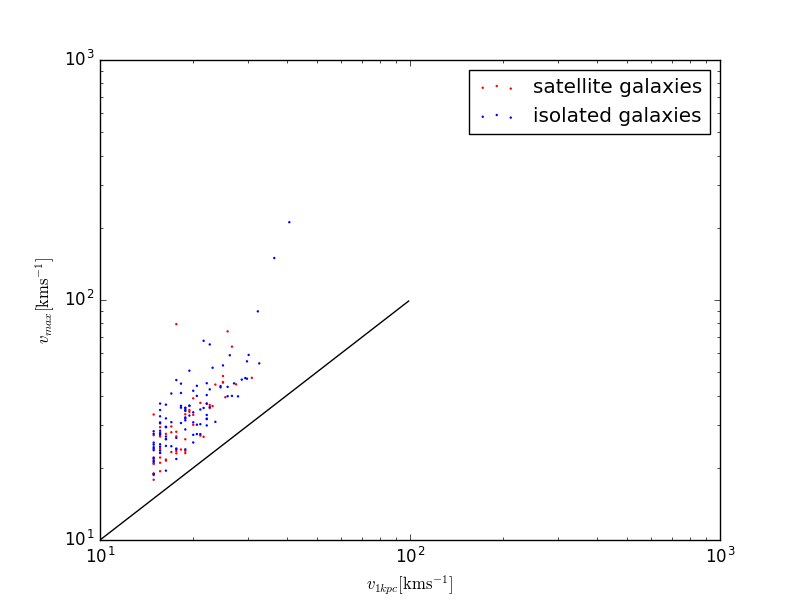 10³
satellite galaxies
isolated galaxies
v_max[kms⁻¹]
10²
10¹
10¹ 10² 10³
v_1kpc[kms⁻¹]